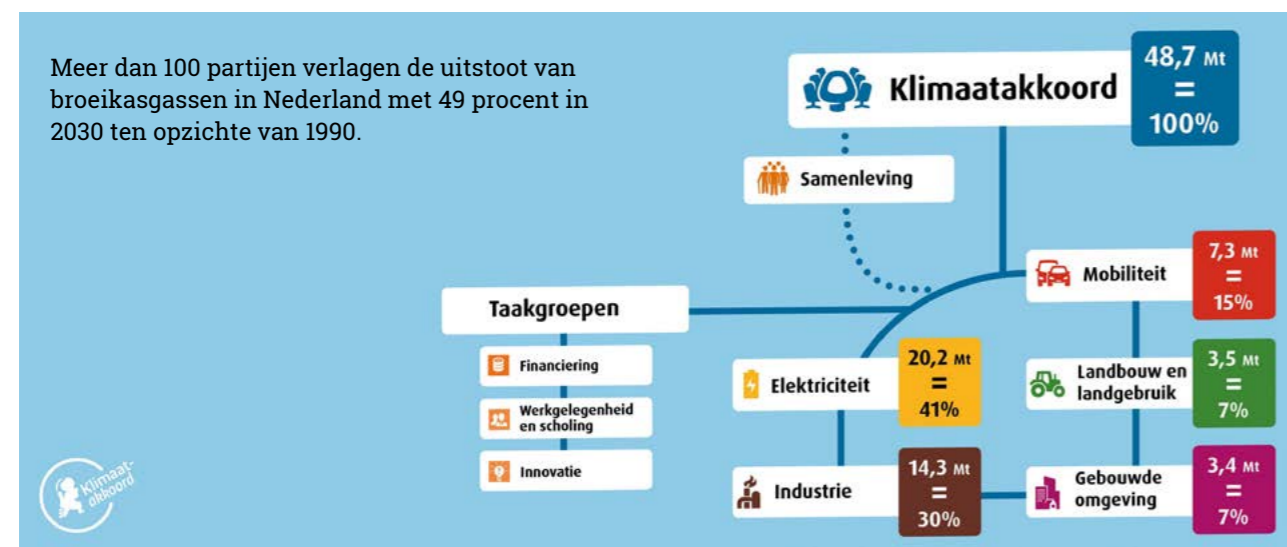 Meer dan 100 partijen verlagen de uitstoot van
broeikasgassen in Nederland met 49 procent in
2030 ten opzichte van 1990.
Klimaatakkoord
48,7 Mt
=
100%
Samenleving
Mobiliteit
7,3 Mt
=
15%
Taakgroepen
Financiering
Werkgelegenheid
en scholing
Innovatie
Elektriciteit
20,2 Mt
=
41%
Landbouw en
landgebruik
3,5 Mt
=
7%
Industrie
14,3 Mt
=
30%
Gebouwde
omgeving
3,4 Mt
=
7%
Klimaat-
akkoord